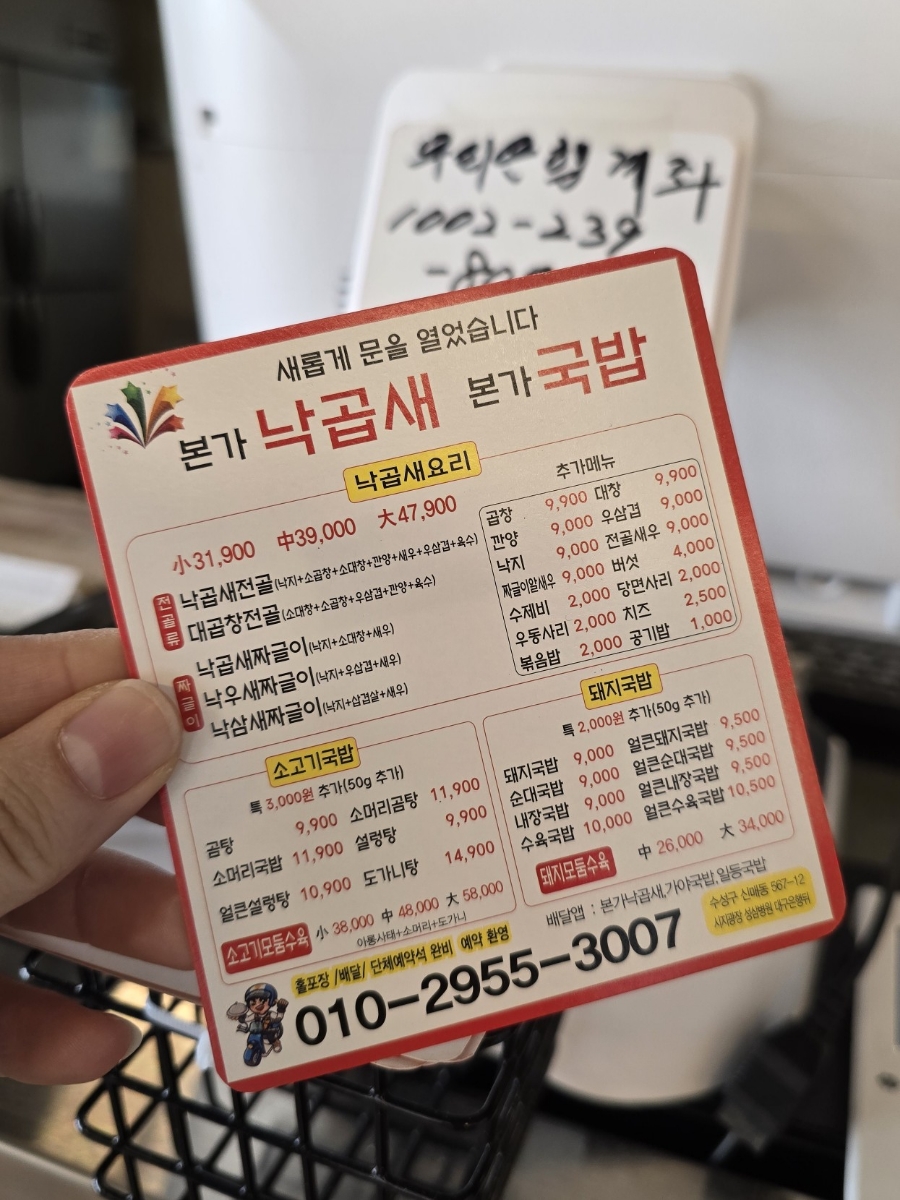 우리은행 계좌
1002-239
새롭게 문을 열었습니다
본가 낙곱새 본가 국밥
낙곱새요리
小31,900 中39,000 大47,900
전골류
낙곱새전골(낙지+소곱창+소대창+깐양+새우+우삼겹+육수)
대곱창전골(소대창+소곱창+우삼겹+깐양+육수)
짜글이
낙곱새짜글이(낙지+소대창+새우)
낙우새짜글이(낙지+우삼겹+새우)
낙삼새짜글이(낙지+삼겹살+새우)
추가메뉴
곱창 9,900 대창 9,900
깐양 9,000 우삼겹 9,000
낙지 9,000 전골새우 9,000
짜글이알새우 9,000 버섯 4,000
수제비 2,000 당면사리 2,000
우동사리 2,000 치즈 2,500
볶음밥 2,000 공기밥 1,000
소고기국밥
특 3,000원 추가(50g 추가)
곰탕 9,900 소머리곰탕 11,900
소머리국밥 11,900 설렁탕 9,900
얼큰설렁탕 10,900 도가니탕 14,900
소고기모둠수육 小 38,000 中 48,000 大 58,000
아롱사태+소머리+도가니
돼지국밥
특 2,000원 추가(50g 추가)
돼지국밥 9,000 얼큰돼지국밥 9,500
순대국밥 9,000 얼큰순대국밥 9,500
내장국밥 9,000 얼큰내장국밥 9,500
수육국밥 10,000 얼큰수육국밥 10,500
돼지모둠수육 中 26,000 大 34,000
배달앱 : 본가낙곱새,가야국밥,일등국밥
홀포장 /배달/ 단체예약석 완비 예약 환영
010-2955-3007
수성구 신매동 567-12
시지광장 성삼병원 대구은행뒤